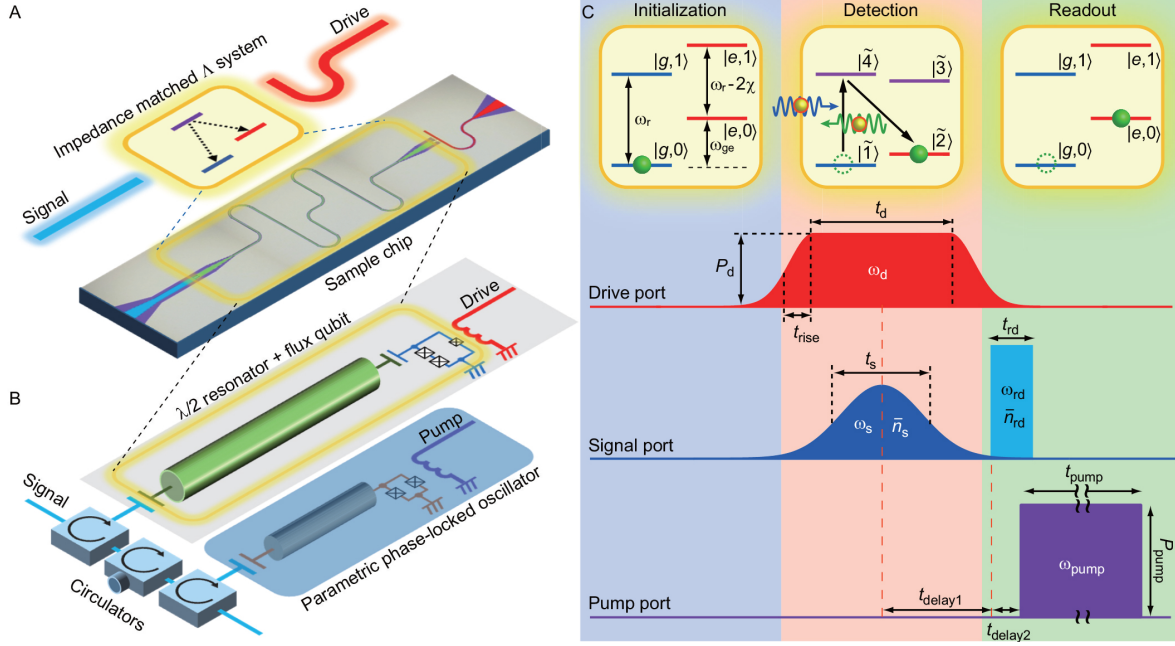 A
Drive
Impedance matched Λ system
Signal
Sample chip
B
λ/2 resonator + flux qubit
Drive
Pump
Parametric phase-locked oscillator
Signal
Circulators
C
Initialization
Detection
Readout
|g,1⟩
|e,1⟩
ω_r
ω_r-2χ
|e,0⟩
ω_ge
|g,0⟩
|4̃⟩
|3̃⟩
|1̃⟩
|2̃⟩
|g,1⟩
|e,1⟩
|e,0⟩
|g,0⟩
t_d
P_d
ω_d
Drive port
t_rise
t_s
t_rd
ω_s
n̄_s
ω_rd
n̄_rd
Signal port
t_pump
P_pump
ω_pump
Pump port
t_delay1
t_delay2